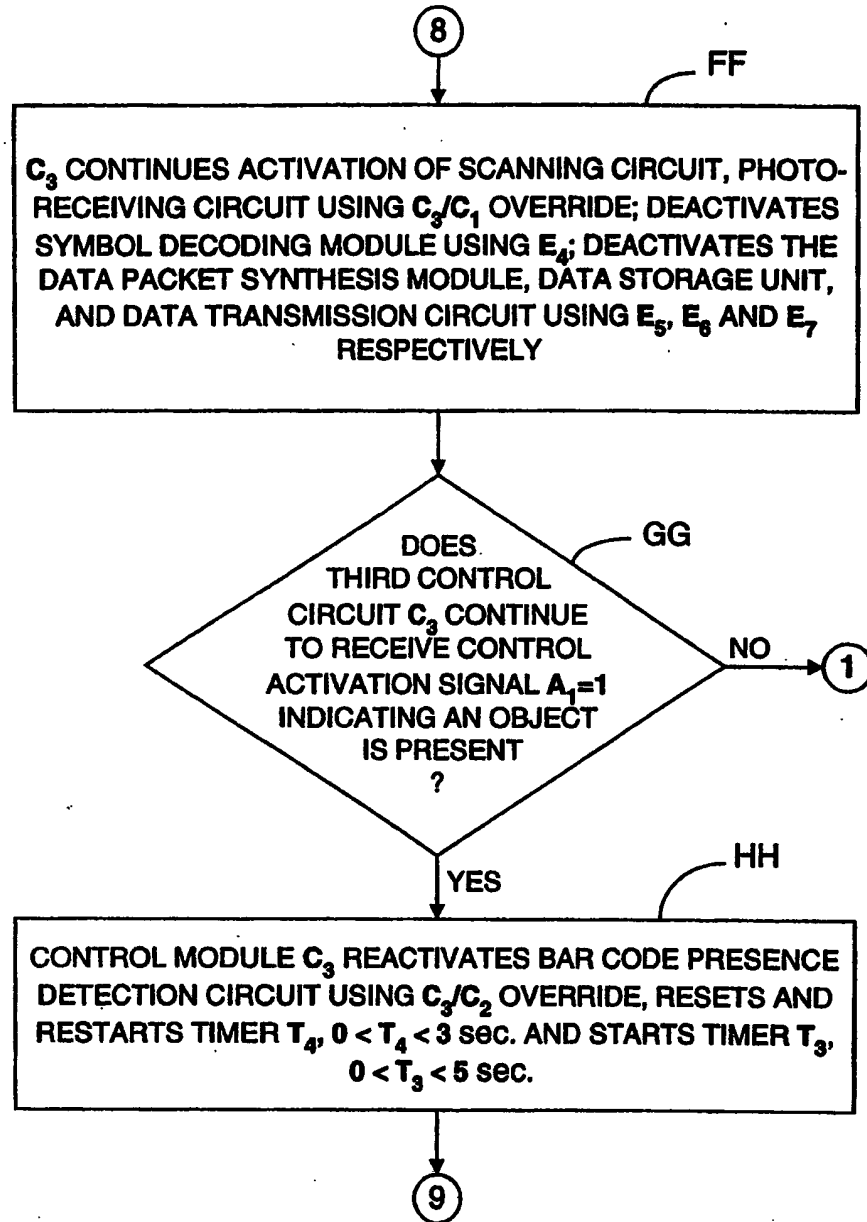 8
FF
C₃ CONTINUES ACTIVATION OF SCANNING CIRCUIT, PHOTO-
RECEIVING CIRCUIT USING C₃/C₁ OVERRIDE; DEACTIVATES
SYMBOL DECODING MODULE USING E₄; DEACTIVATES THE
DATA PACKET SYNTHESIS MODULE, DATA STORAGE UNIT,
AND DATA TRANSMISSION CIRCUIT USING E₅, E₆ AND E₇
RESPECTIVELY
GG
DOES
THIRD CONTROL
CIRCUIT C₃ CONTINUE
TO RECEIVE CONTROL
ACTIVATION SIGNAL A₁=1
INDICATING AN OBJECT
IS PRESENT
?
NO
1
YES
HH
CONTROL MODULE C₃ REACTIVATES BAR CODE PRESENCE
DETECTION CIRCUIT USING C₃/C₂ OVERRIDE, RESETS AND
RESTARTS TIMER T₄, 0 < T₄ < 3 sec. AND STARTS TIMER T₃,
0 < T₃ < 5 sec.
9